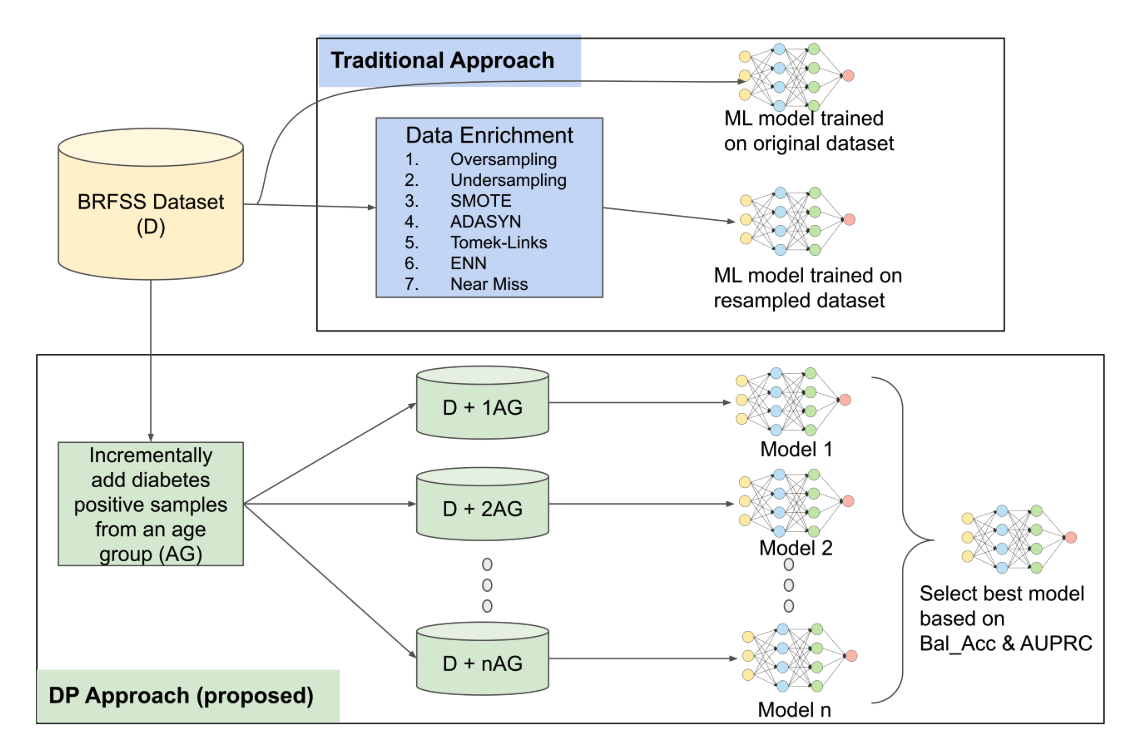 Traditional Approach
ML model trained
on original dataset
Data Enrichment
1. Oversampling
2. Undersampling
3. SMOTE
4. ADASYN
5. Tomek-Links
6. ENN
7. Near Miss
BRFSS Dataset
(D)
ML model trained on
resampled dataset
Incrementally
add diabetes
positive samples
from an age
group (AG)
D + 1AG
Model 1
D + 2AG
Model 2
D + nAG
Model n
Select best model
based on
Bal_Acc & AUPRC
DP Approach (proposed)